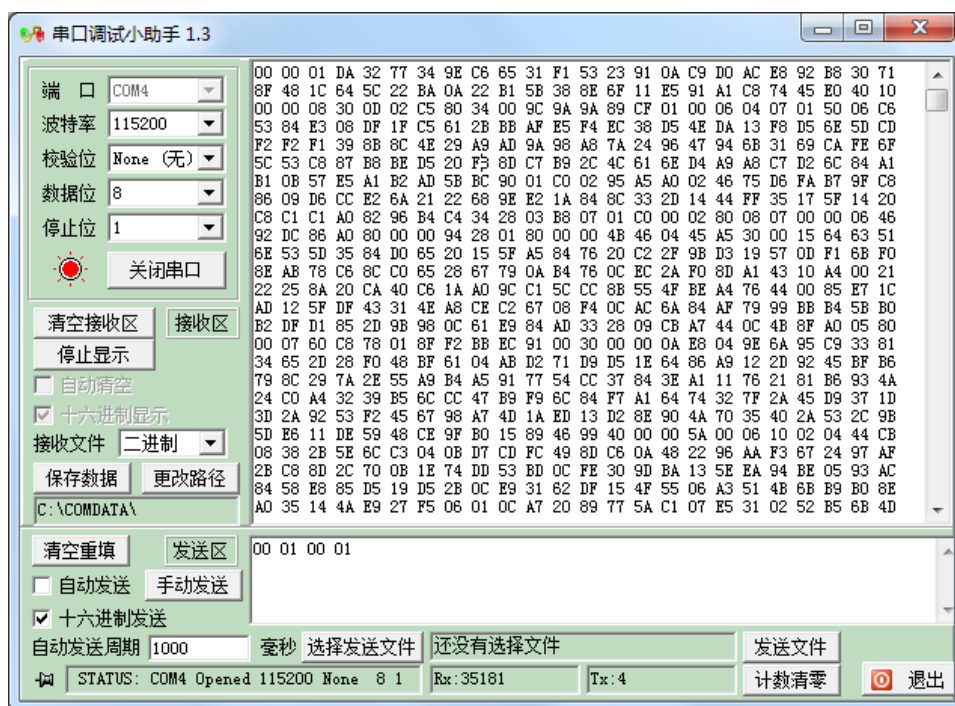 串口调试小助手 1.3
端 口 COM4
波特率 115200
校验位 None (无)
数据位 8
停止位 1
关闭串口
清空接收区 接收区
停止显示
自动清空
十六进制显示
接收文件 二进制
保存数据 更改路径
C:\COMDATA\
00 00 01 DA 32 77 34 9E C6 65 31 F1 53 23 91 0A C9 D0 AC E8 92 B8 30 71
8F 48 1C 64 5C 22 BA 0A 22 B1 5B 38 8E 6F 11 E5 91 A1 C8 74 45 E0 40 10
00 00 08 30 0D 02 C5 80 34 00 9C 9A 9A 89 CF 01 00 06 04 07 01 50 06 C6
53 84 E3 08 DF 1F C5 61 2B BB AF E5 F4 EC 38 D5 4E DA 13 F8 D5 6E 5D CD
F2 F2 F1 39 8B 8C 4E 29 A9 AD 9A 98 A8 7A 24 96 47 94 6B 31 69 CA FE 6F
5C 53 C8 87 B8 BE D5 20 F5 8D C7 B9 2C 4C 61 6E D4 A9 A8 C7 D2 6C 84 A1
B1 0B 57 E5 A1 B2 AD 5B BC 90 01 C0 02 95 A5 A0 02 46 75 D6 FA B7 9F C8
86 09 D6 CC E2 6A 21 22 68 9E E2 1A 84 8C 33 2D 14 44 FF 35 17 5F 14 20
C8 C1 C1 A0 82 96 B4 C4 34 28 03 B8 07 01 C0 00 02 80 08 07 00 00 06 46
92 DC 86 A0 80 00 00 94 28 01 80 00 00 4B 46 04 45 A5 30 00 15 64 63 51
6E 53 5D 35 84 D0 65 20 15 5F A5 84 76 20 C2 2F 9B D3 19 57 0D F1 6B F0
8E AB 78 C6 8C C0 65 28 67 79 0A B4 76 0C EC 2A F0 8D A1 43 10 A4 00 21
22 25 8A 20 CA 40 C6 1A A0 9C C1 5C CC 8B 55 4F BE A4 76 44 00 85 E7 1C
AD 12 5F DF 43 31 4E A8 CE C2 67 08 F4 0C AC 6A 84 AF 79 99 BB B4 5B B0
B2 DF D1 85 2D 9B 98 0C 61 E9 84 AD 33 28 09 CB A7 44 0C 4B 8F A0 05 80
00 07 60 C8 78 01 8F F2 BB EC 91 00 30 00 00 0A E8 04 9E 6A 95 C9 33 81
34 65 2D 28 F0 48 BF 61 04 AB D2 71 D9 D5 1E 64 86 A9 12 2D 92 45 BF B6
79 8C 29 7A 2E 55 A9 B4 A5 91 77 54 CC 37 84 3E A1 11 76 21 81 B6 93 4A
24 C0 A4 32 39 B5 6C CC 47 B9 F9 6C 84 F7 A1 64 74 32 7F 2A 45 D9 37 1D
3D 2A 92 53 F2 45 67 98 A7 4D 1A ED 13 D2 8E 90 4A 70 35 40 2A 53 2C 9B
5D E6 11 DE 59 48 CE 9F B0 15 89 46 99 40 00 00 5A 00 06 10 02 04 44 CB
08 38 2B 5E 6C C3 04 0B D7 CD FC 49 8D C6 0A 48 22 96 AA F3 67 24 97 AF
2B C8 8D 2C 70 0B 1E 74 DD 53 BD 0C FE 30 9D BA 13 5E EA 94 BE 05 93 AC
84 58 E8 85 D5 19 D5 2B 0C E9 31 62 DF 15 4F 55 06 A3 51 4B 6B B9 B0 8E
A0 35 14 4A E9 27 F5 06 01 0C A7 20 89 77 5A C1 07 E5 31 02 52 B5 6B 4D
清空重填 发送区
自动发送 手动发送
十六进制发送
00 01 00 01
自动发送周期 1000 毫秒 选择发送文件 还没有选择文件 发送文件
STATUS: COM4 Opened 115200 None 8 1 Rx:35181 Tx:4 计数清零 退出